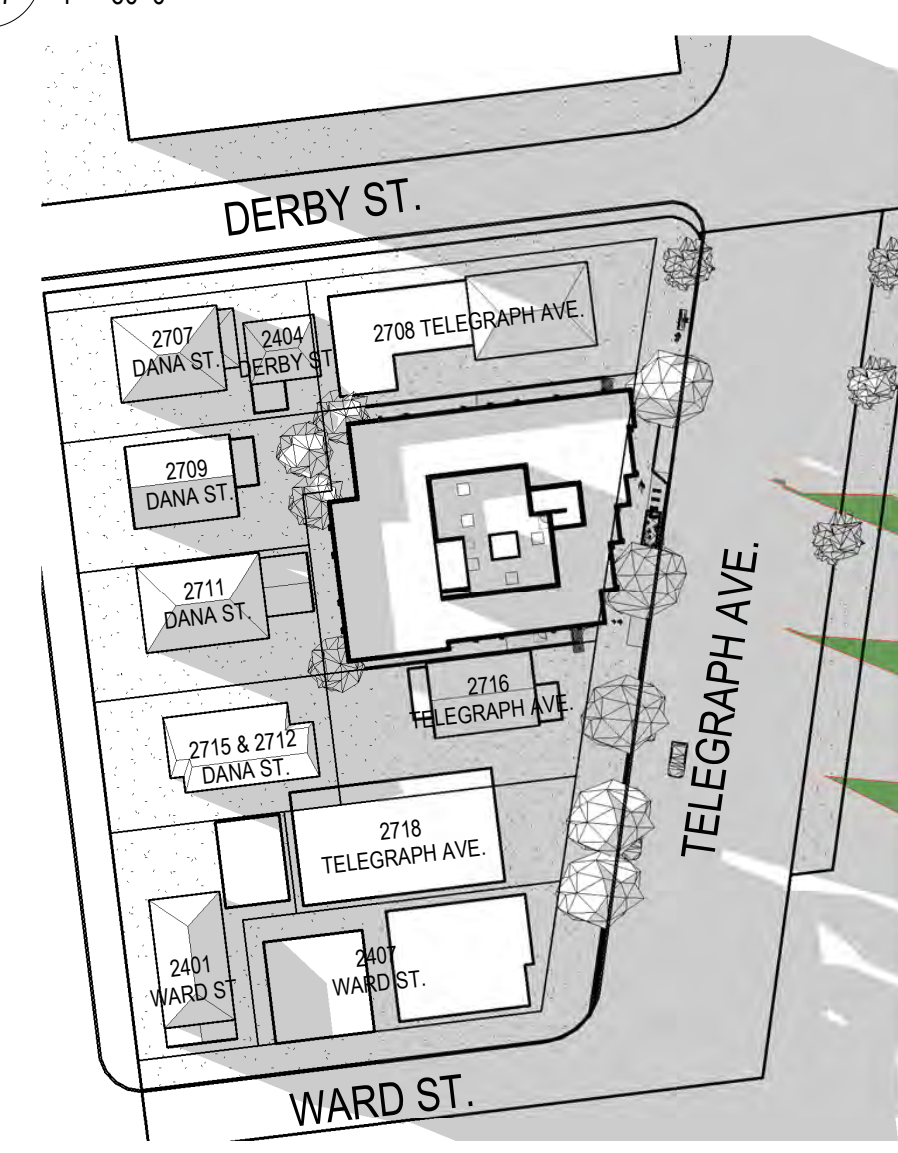 DERBY ST.
2707
DANA ST.
2404
DERBY ST
2708 TELEGRAPH AVE.
2709
DANA ST.
2711
DANA ST.
2716
TELEGRAPH AVE.
2715 & 2712
DANA ST.
2718
TELEGRAPH AVE.
TELEGRAPH AVE.
2401
WARD ST
2407
WARD ST.
WARD ST.